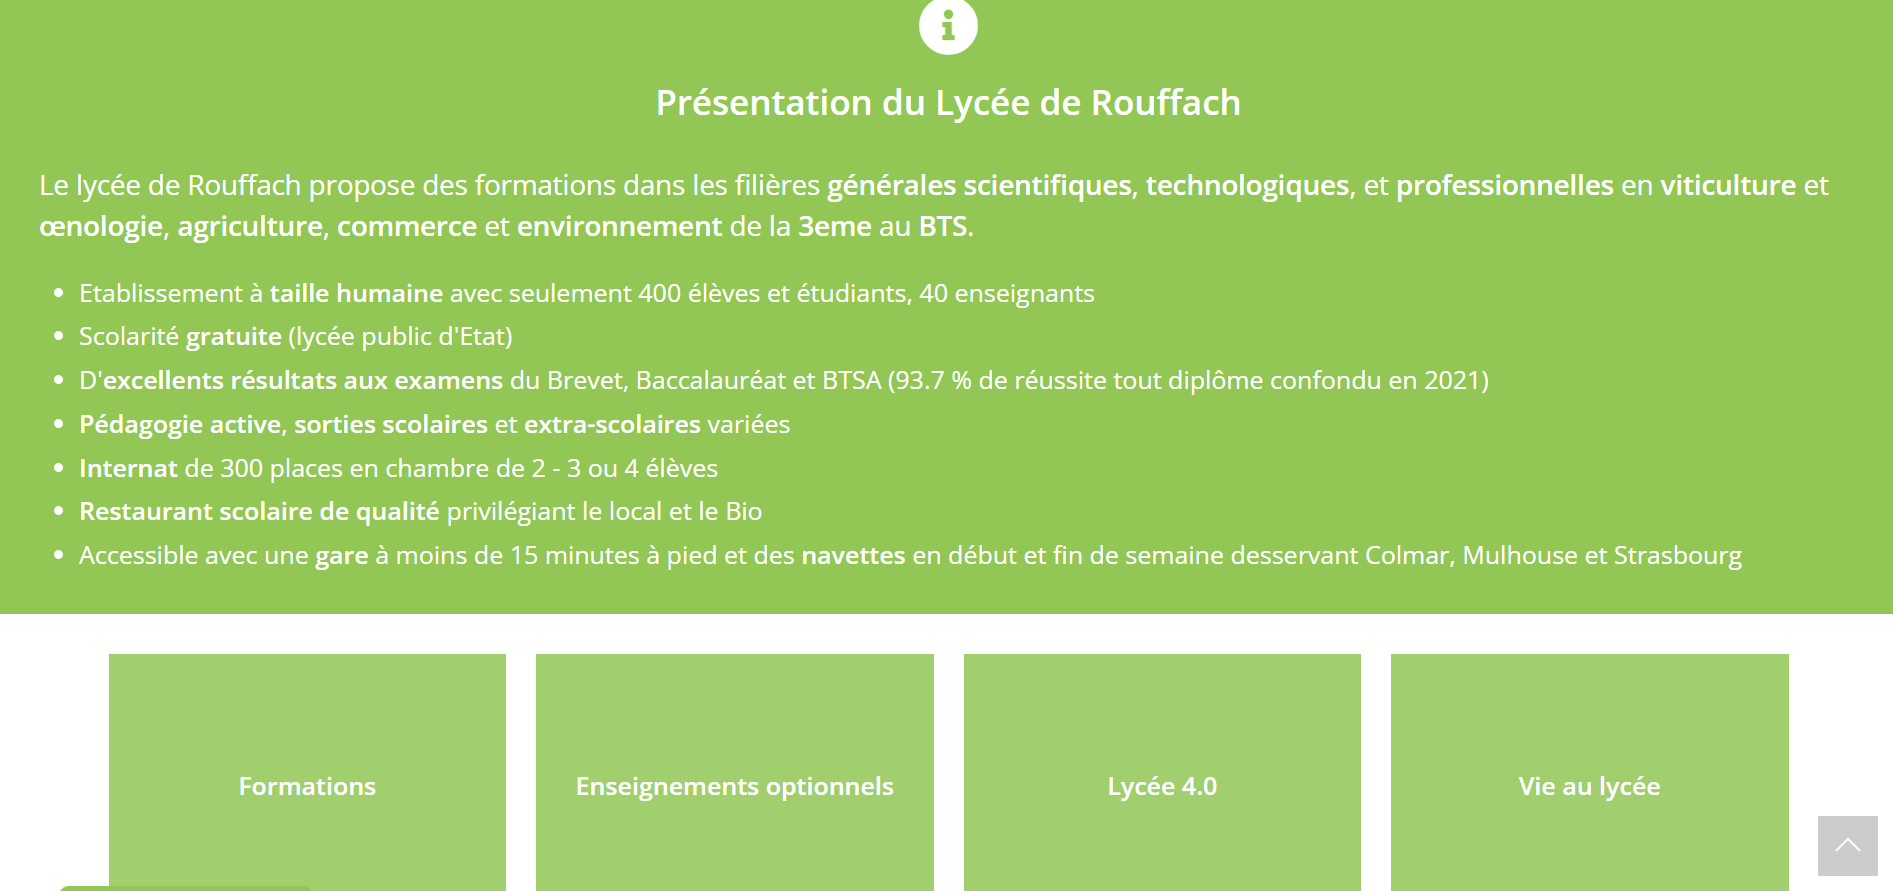 Présentation du Lycée de Rouffach
Le lycée de Rouffach propose des formations dans les filières générales scientifiques, technologiques, et professionnelles en viticulture et
œnologie, agriculture, commerce et environnement de la 3eme au BTS.
Etablissement à taille humaine avec seulement 400 élèves et étudiants, 40 enseignants
Scolarité gratuite (lycée public d'Etat)
D'excellents résultats aux examens du Brevet, Baccalauréat et BTSA (93.7 % de réussite tout diplôme confondu en 2021)
Pédagogie active, sorties scolaires et extra-scolaires variées
Internat de 300 places en chambre de 2 - 3 ou 4 élèves
Restaurant scolaire de qualité privilégiant le local et le Bio
Accessible avec une gare à moins de 15 minutes à pied et des navettes en début et fin de semaine desservant Colmar, Mulhouse et Strasbourg
Formations
Enseignements optionnels
Lycée 4.0
Vie au lycée